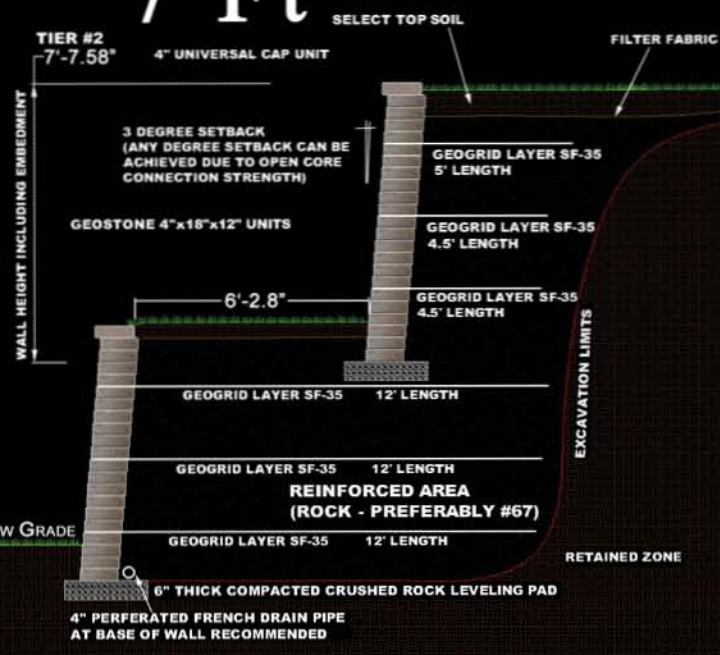 7 Ft
SELECT TOP SOIL
TIER #2
7'-7.58"
4" UNIVERSAL CAP UNIT
FILTER FABRIC
WALL HEIGHT INCLUDING EMBEDMENT
3 DEGREE SETBACK
(ANY DEGREE SETBACK CAN BE
ACHIEVED DUE TO OPEN CORE
CONNECTION STRENGTH)
GEOGRID LAYER SF-35
5' LENGTH
GEOSTONE 4"x18"x12" UNITS
GEOGRID LAYER SF-35
4.5' LENGTH
6'-2.8"
GEOGRID LAYER SF-35
4.5' LENGTH
EXCAVATION LIMITS
GEOGRID LAYER SF-35 12' LENGTH
GEOGRID LAYER SF-35 12' LENGTH
REINFORCED AREA
(ROCK - PREFERABLY #67)
W GRADE
GEOGRID LAYER SF-35 12' LENGTH
RETAINED ZONE
6" THICK COMPACTED CRUSHED ROCK LEVELING PAD
4" PERFERATED FRENCH DRAIN PIPE
AT BASE OF WALL RECOMMENDED